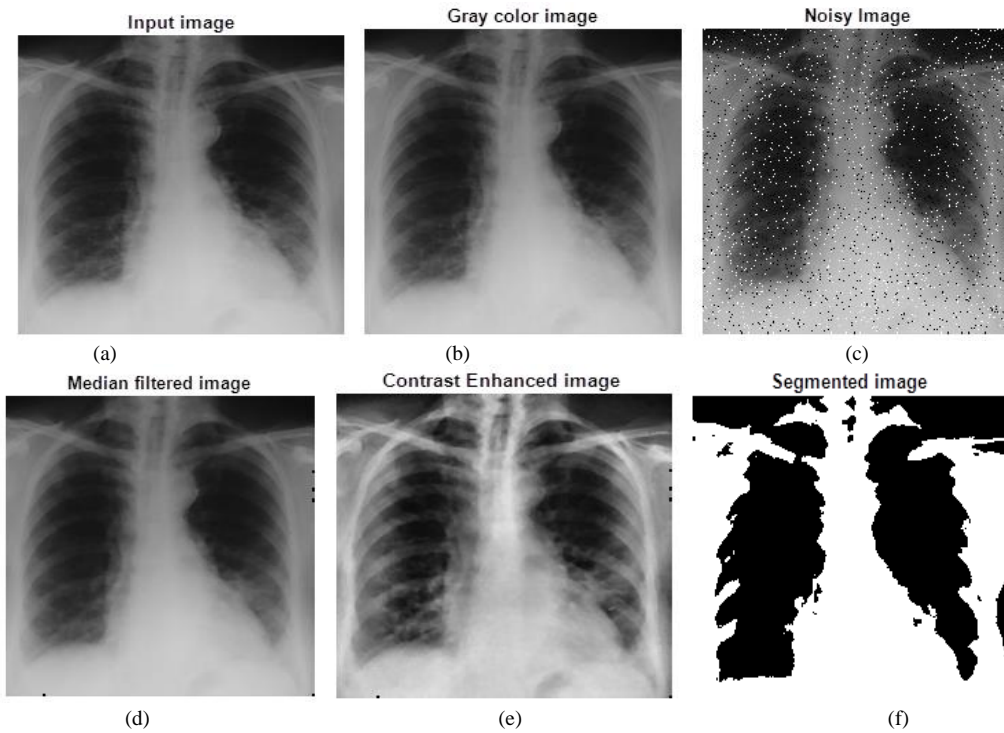 Input image
Gray color image
Noisy Image
(a)
(b)
(c)
Median filtered image
Contrast Enhanced image
Segmented image
(d)
(e)
(f)